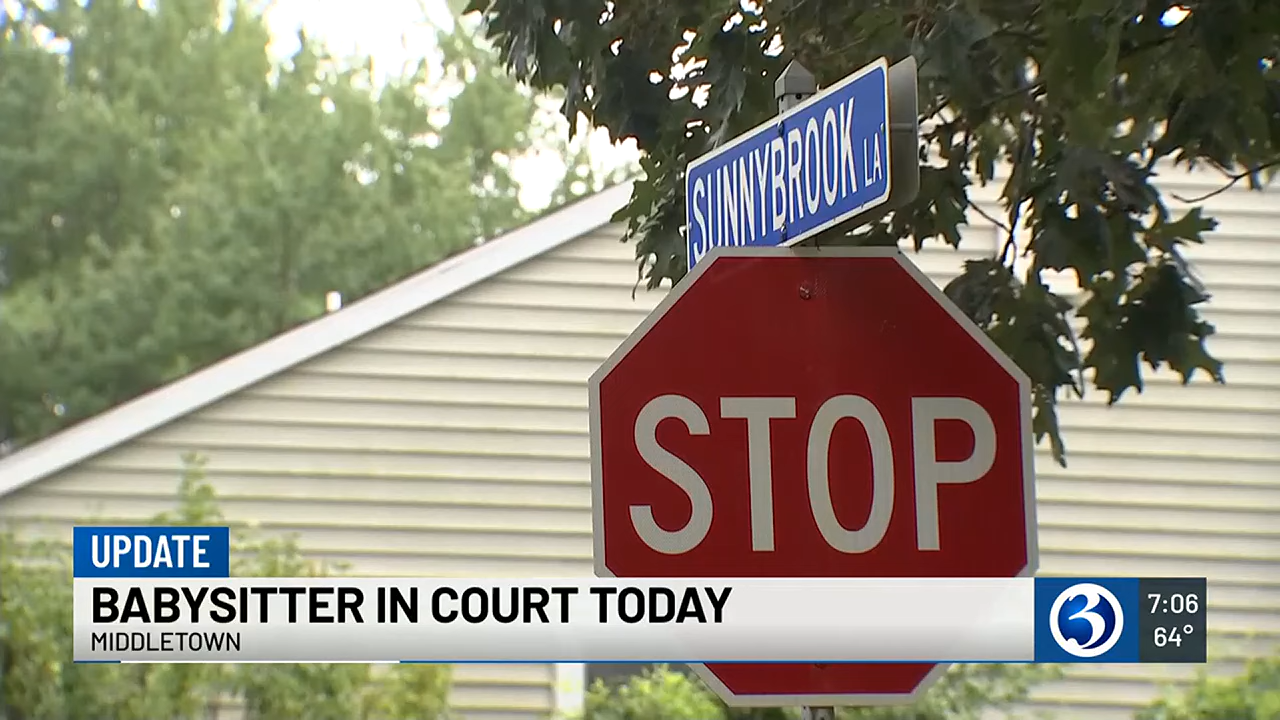 SUNNYBROOK LA
STOP
UPDATE
BABYSITTER IN COURT TODAY
MIDDLETOWN
3
7:06
64°